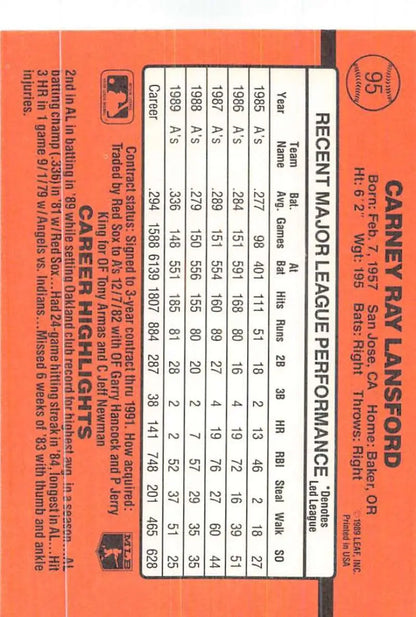 95
CARNEY RAY LANSFORD
Born: Feb. 7, 1957 San Jose, CA Home: Baker, OR
Ht: 6' 2" Wgt: 195 Bats: Right Throws: Right
©1989 LEAF, INC.
Printed in USA
RECENT MAJOR LEAGUE PERFORMANCE *Denotes Led League
Year Team Name Bat. Avg. Games At Bat Hits Runs 2B 3B HR RBI Steal Walk SO
1985 A's .277 98 401 111 51 18 2 13 46 2 18 27
1986 A's .284 151 591 168 80 16 4 19 72 16 39 51
1987 A's .289 151 554 160 89 27 4 19 76 27 60 44
1988 A's .279 150 556 155 80 20 2 7 57 29 35 35
1989 A's .336 148 551 185 81 28 2 2 52 37 51 25
Career .294 1588 6139 1807 884 287 38 141 748 201 465 628
Contract status: Signed to 3-year contract thru 1991. How acquired:
Traded by Red Sox to A's 12/7/82 with OF Garry Hancock and P Jerry
King for OF Tony Armas and C Jeff Newman
MLB
CAREER HIGHLIGHTS
2nd in AL in batting in '89 while setting Oakland club record for highest avg. in a season...AL
batting champ (.336) in '81 w/Red Sox...Had 24-game hitting streak in '84, longest in AL...Hit
3 HR in 1 game 9/1/79 w/Angels vs. Indians...Missed 6 weeks of '83 with thumb and ankle
injuries.